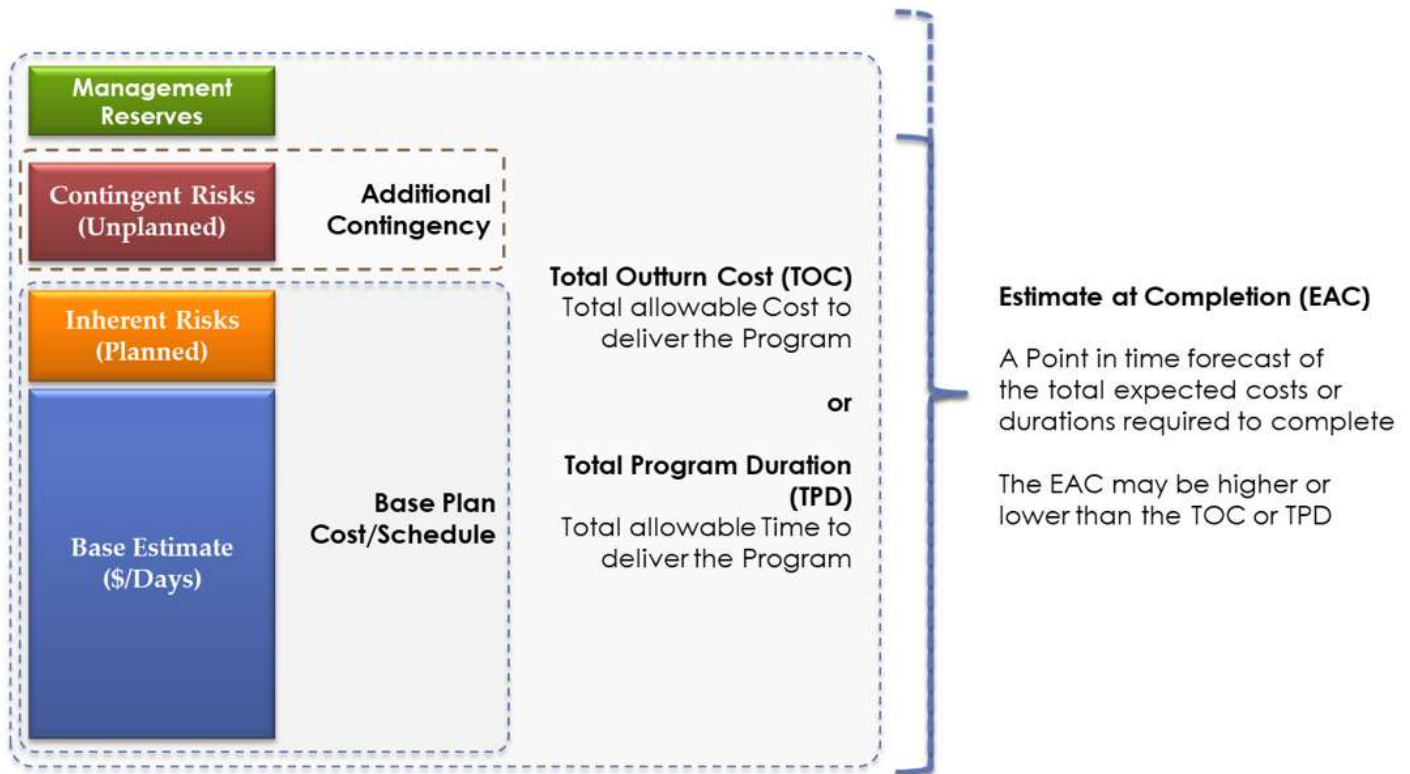 Management
Reserves
Contingent Risks
(Unplanned)
Additional
Contingency
Inherent Risks
(Planned)
Base Estimate
($/Days)
Base Plan
Cost/Schedule
Total Outturn Cost (TOC)
Total allowable Cost to
deliver the Program
or
Total Program Duration
(TPD)
Total allowable Time to
deliver the Program
Estimate at Completion (EAC)
A Point in time forecast of
the total expected costs or
durations required to complete
The EAC may be higher or
lower than the TOC or TPD